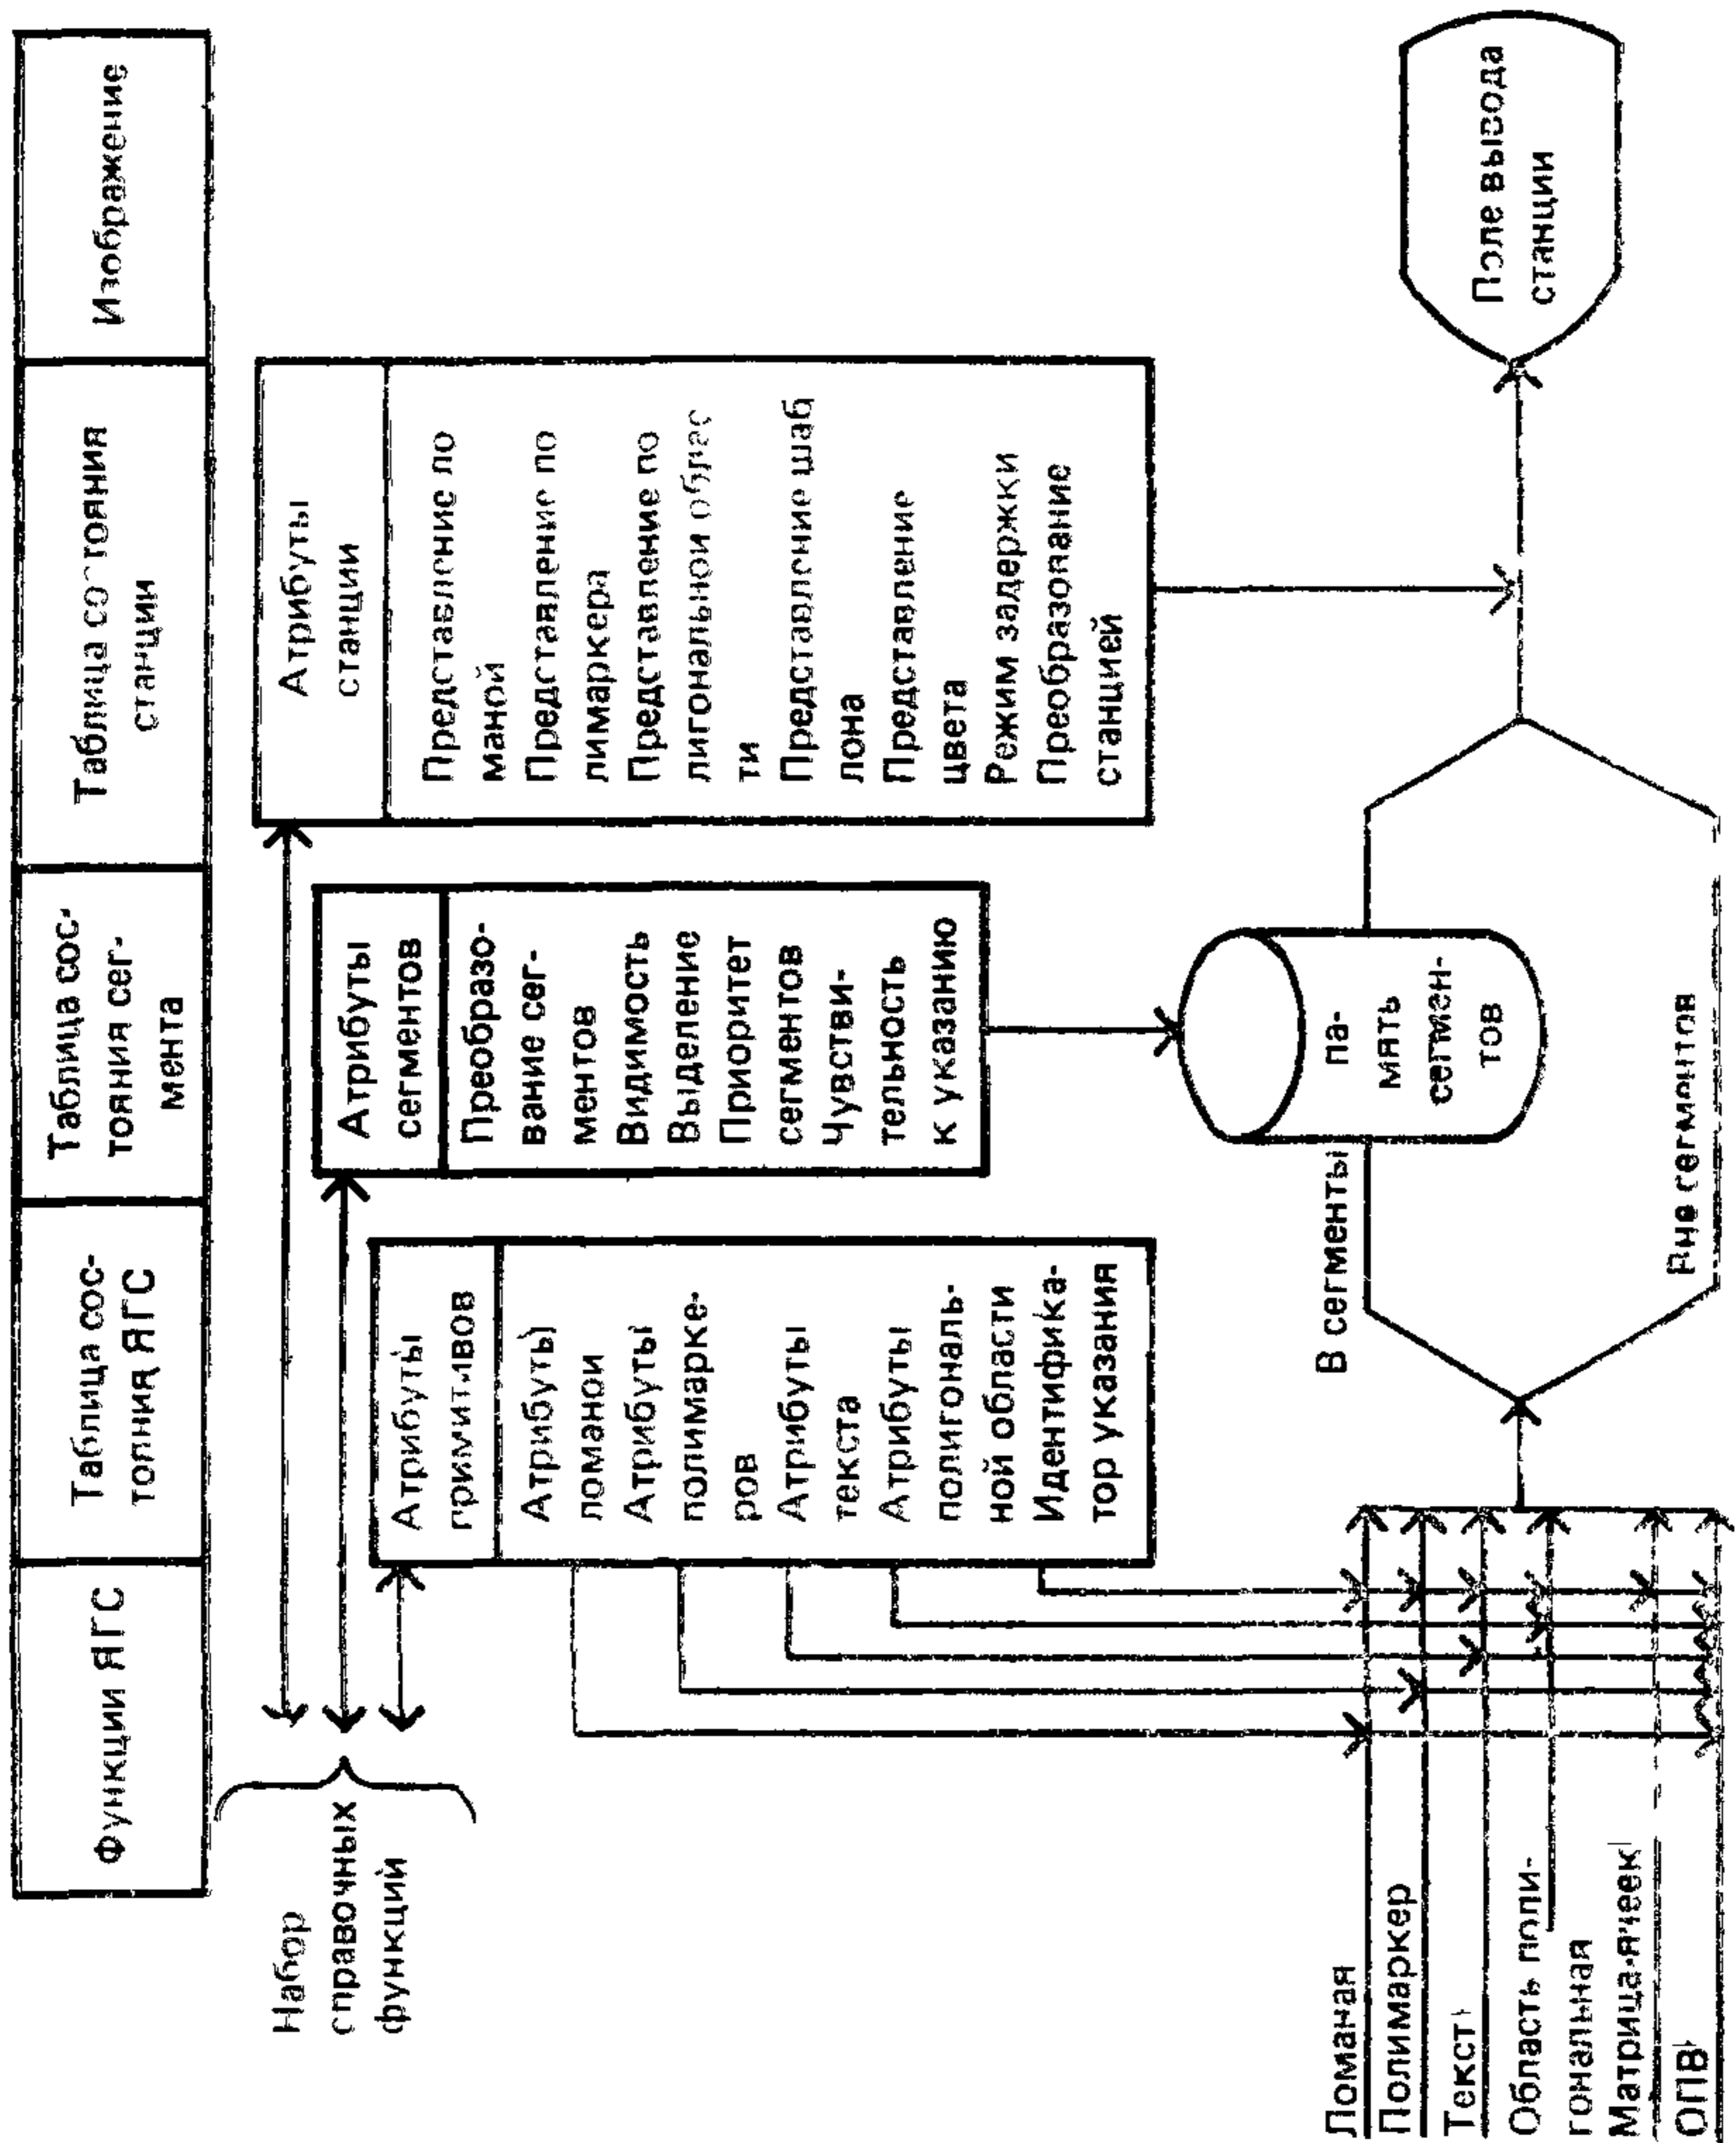 Функции ЯГС
Таблица сос-
тояния ЯГС
Таблица сос-
тояния сег-
мента
Таблица состояния
станции
Изображение
Набор
справочных
функций
Атрибуты
примитивов
Атрибуты
ломаной
Атрибуты
полимарке-
ров
Атрибуты
текста
Атрибуты
полигональ-
ной области
Идентифика-
тор указания
Атрибуты
сегментов
Преобразо-
вание сег-
ментов
Видимость
Выделение
Приоритет
сегментов
Чувстви-
тельность
к указанию
Атрибуты
станции
Представление ло
маной
Представление по
лимаркера
Представление по
лигональной облас
ти
Представление шаб
лона
Представление
цвета
Режим задержки
Преобразование
станцией
Ломаная
Полимаркер
Текст
Область поли-
гональная
Матрица-ячеек
ОПВ
В сегменты
Вне сегментов
па-
мять
сегмен-
тов
Поле вывода
станции